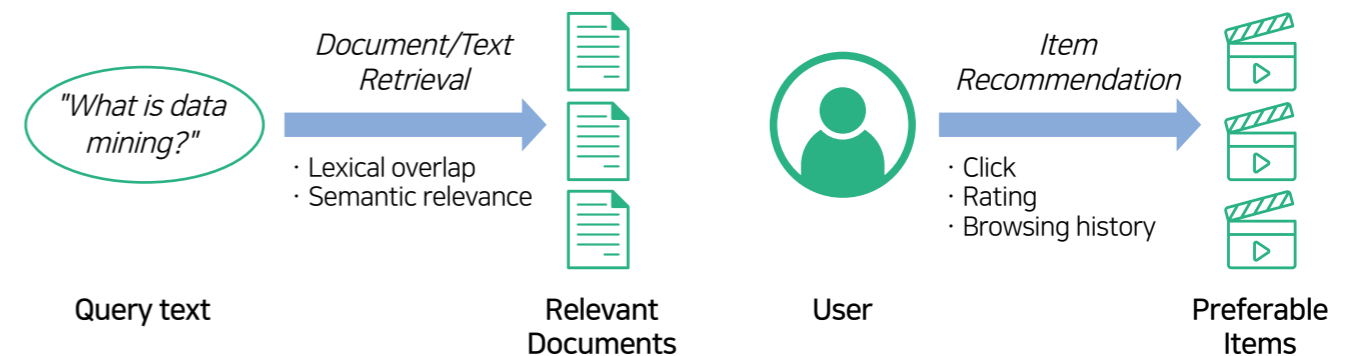 "What is data
mining?"
Document/Text
Retrieval
· Lexical overlap
· Semantic relevance
Query text
Relevant
Documents
Item
Recommendation
· Click
· Rating
· Browsing history
User
Preferable
Items